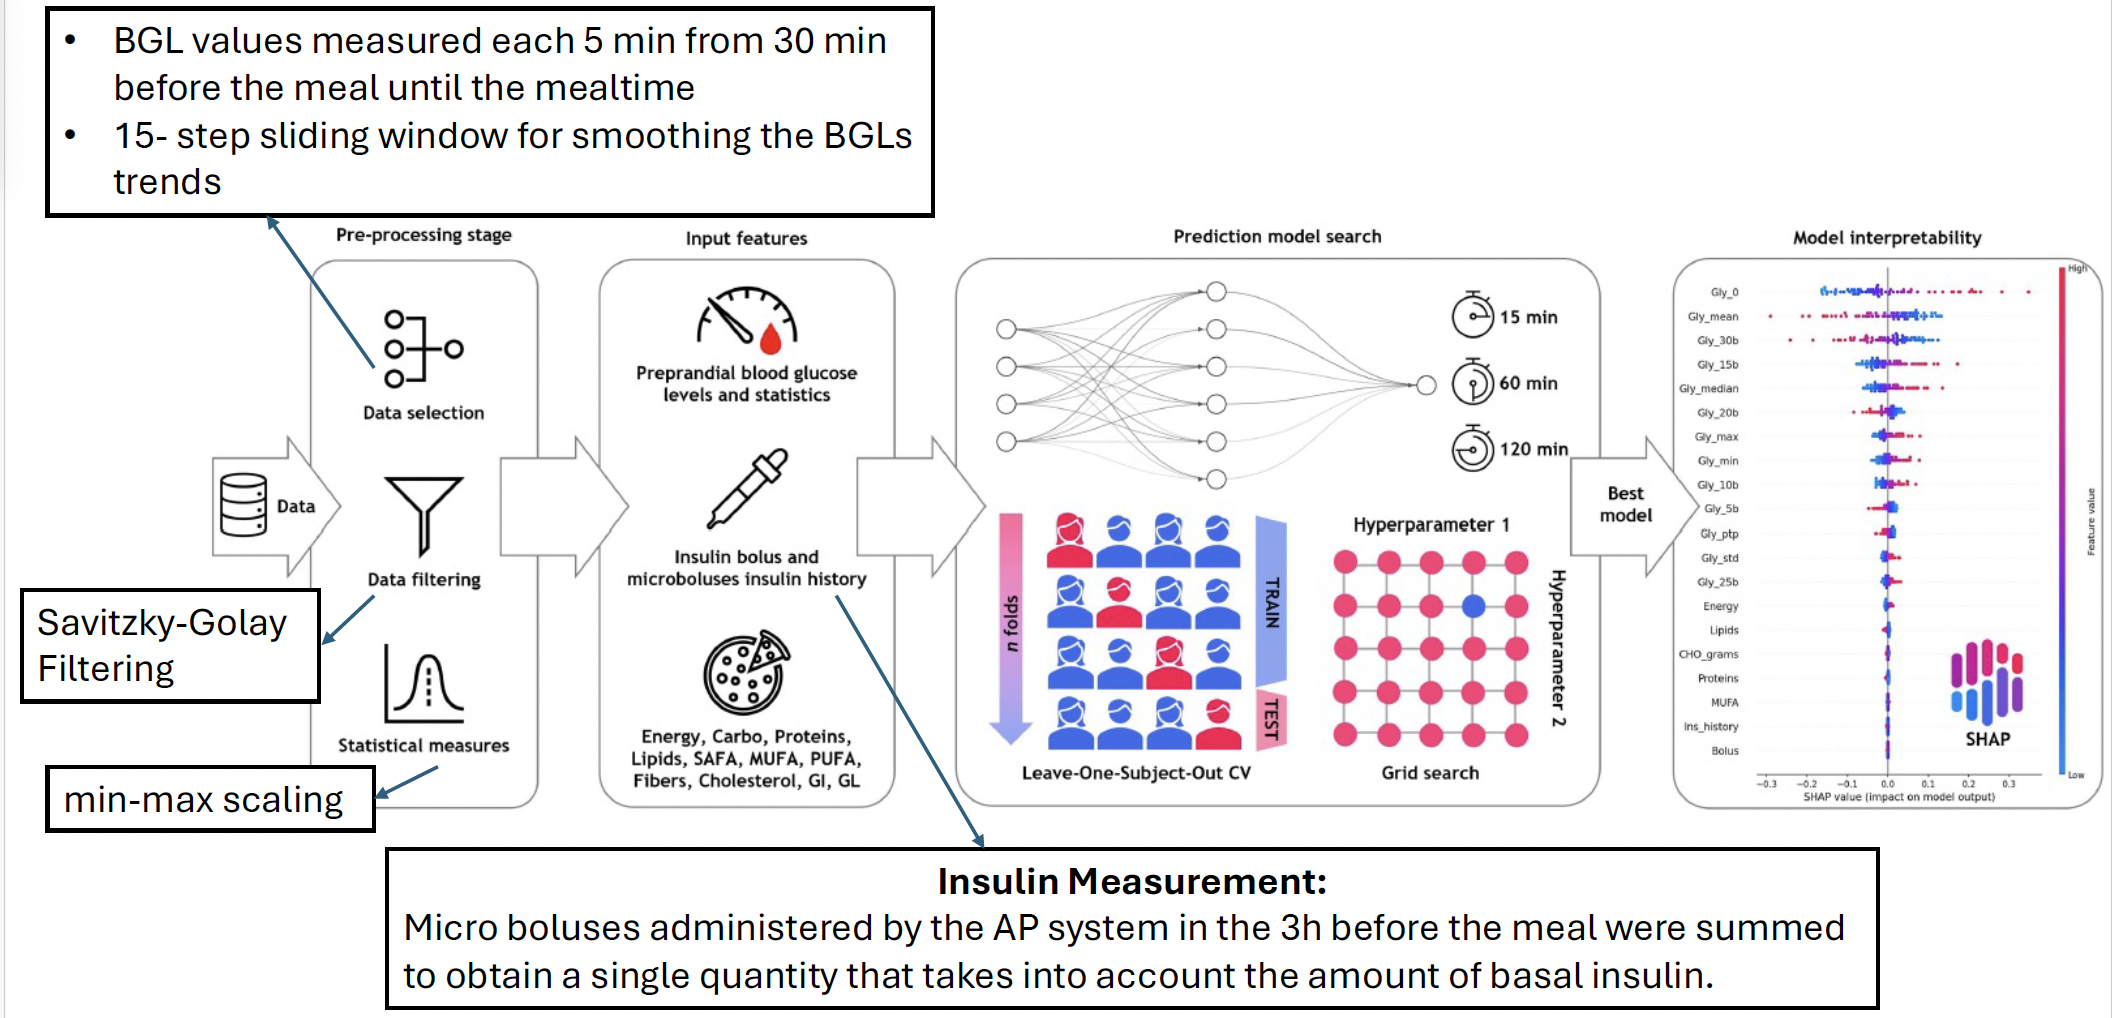 • BGL values measured each 5 min from 30 min
before the meal until the mealtime
• 15- step sliding window for smoothing the BGLs
trends
Pre-processing stage
Data selection
Data
Data filtering
Statistical measures
Savitzky-Golay
Filtering
min-max scaling
Input features
Preprandial blood glucose
levels and statistics
Insulin bolus and
microboluses insulin history
Energy, Carbo, Proteins,
Lipids, SAFA, MUFA, PUFA,
Fibers, Cholesterol, GI, GL
Prediction model search
15 min
60 min
120 min
n folds
TRAIN
TEST
Leave-One-Subject-Out CV
Hyperparameter 1
Hyperparameter 2
Grid search
Best
model
Model interpretability
High
Gly_0
Gly_mean
Gly_30b
Gly_15b
Gly_median
Gly_20b
Gly_max
Gly_min
Gly_10b
Gly_5b
Gly_ptp
Gly_std
Gly_25b
Energy
Lipids
CHO_grams
Proteins
MUFA
Ins_history
Bolus
Feature value
SHAP
Low
−0.3 −0.2 −0.1 0.0 0.1 0.2 0.3
SHAP value (impact on model output)
Insulin Measurement:
Micro boluses administered by the AP system in the 3h before the meal were summed
to obtain a single quantity that takes into account the amount of basal insulin.